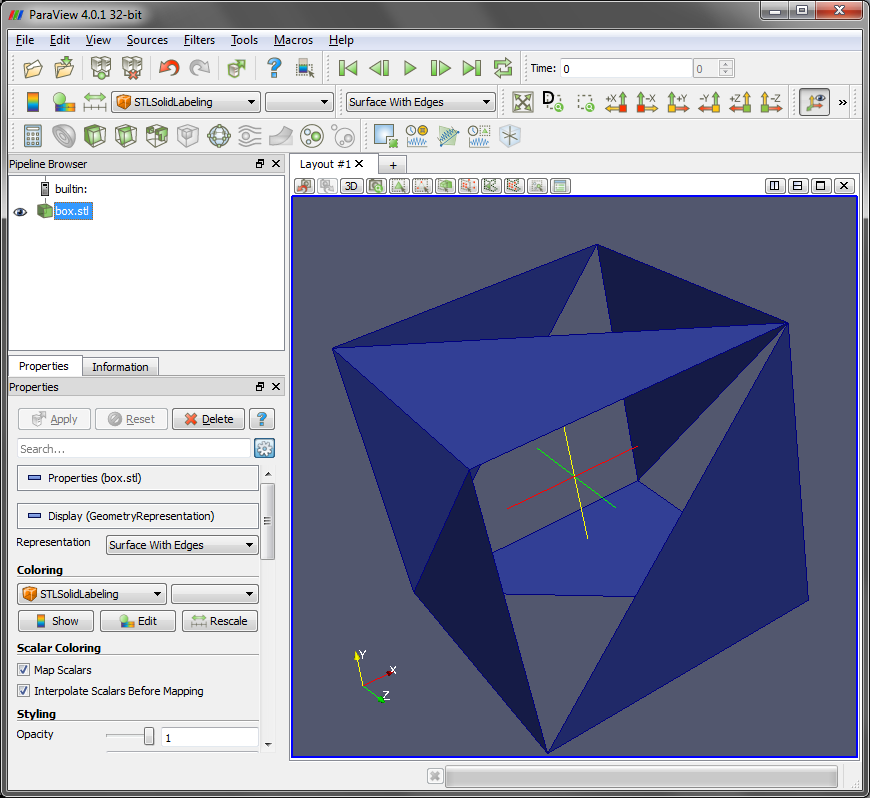 ParaView 4.0.1 32-bit
File Edit View Sources Filters Tools Macros Help
Time: 0 0
STLSolidLabeling Surface With Edges D +X -X +Y -Y +Z -Z »
Pipeline Browser
Layout #1 +
3D
builtin:
box.stl
Properties Information
Properties
Apply Reset Delete ?
Search...
Properties (box.stl)
Display (GeometryRepresentation)
Representation Surface With Edges
Coloring
STLSolidLabeling
Show Edit Rescale
Scalar Coloring
Map Scalars
Interpolate Scalars Before Mapping
Styling
Opacity 1
Y
X
Z